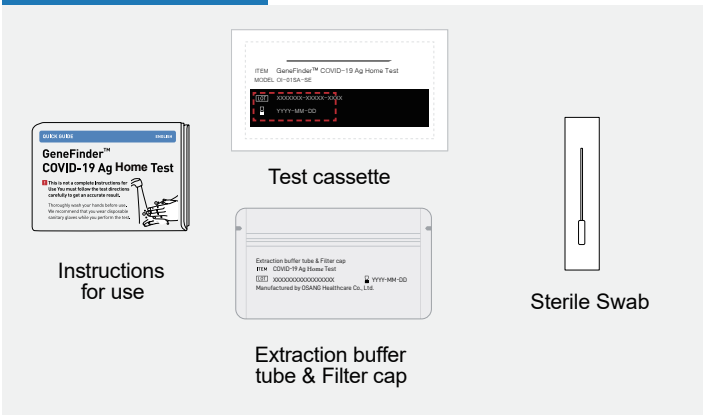 QUICK GUIDE ENGLISH
GeneFinder™
COVID-19 Ag Home Test
This is not a complete Instructions for
Use You must follow the test directions
carefully to get an accurate result.
Thoroughly wash your hands before use.
We recommend that you wear disposable
sanitary gloves while you perform the test.
Instructions
for use
ITEM GeneFinder™ COVID-19 Ag Home Test
MODEL OI-01SA-SE
LOT XXXXXXX-XXXXX-XXXX
YYYY-MM-DD
Test cassette
Extraction buffer tube & Filter cap
ITEM COVID-19 Ag Home Test
LOT XXXXXXXXXXXXXXXXX YYYY-MM-DD
Manufactured by OSANG Healthcare Co., Ltd.
Extraction buffer
tube & Filter cap
Sterile Swab